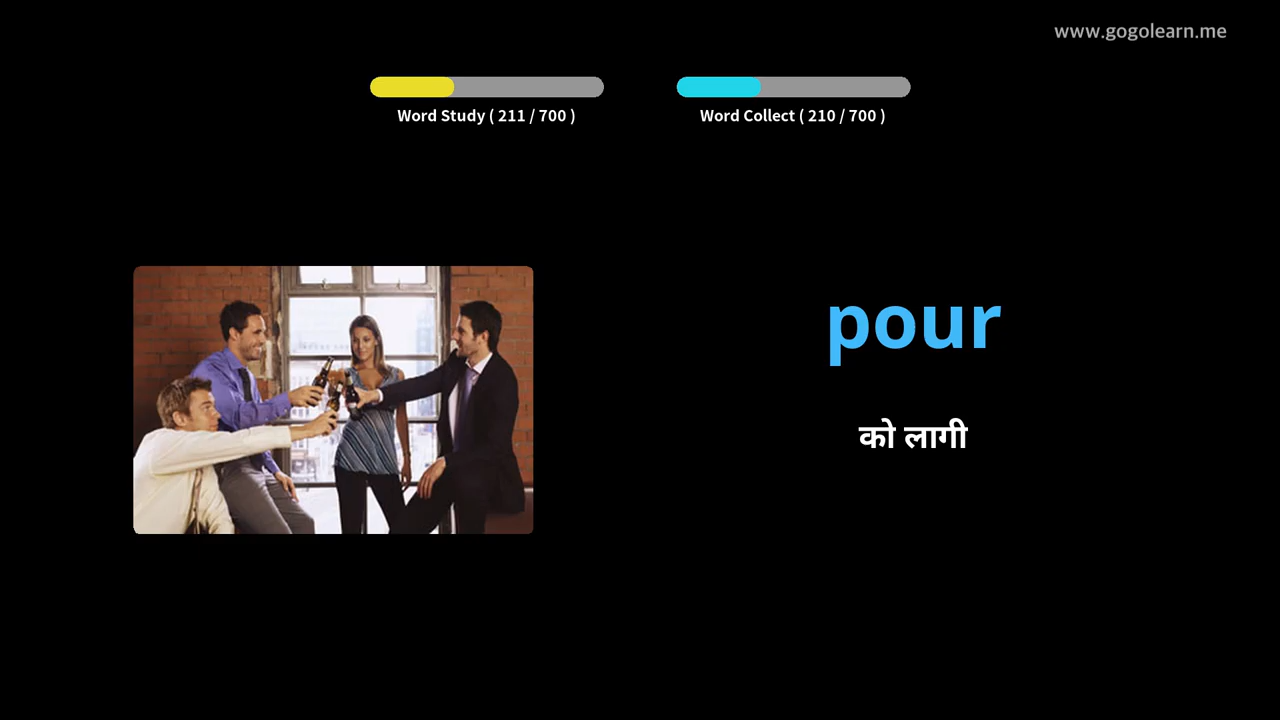 www.gogolearn.me
Word Study ( 211 / 700 )
Word Collect ( 210 / 700 )
pour
को लागी